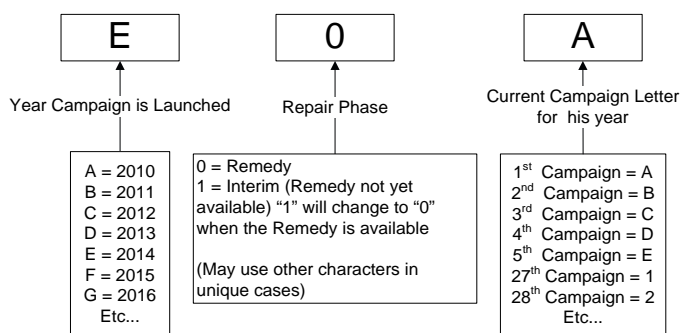 E
0
A
Year Campaign is Launched
Repair Phase
Current Campaign Letter
for his year
A = 2010
B = 2011
C = 2012
D = 2013
E = 2014
F = 2015
G = 2016
Etc...
0 = Remedy
1 = Interim (Remedy not yet
available) “1” will change to “0”
when the Remedy is available
(May use other characters in
unique cases)
1st Campaign = A
2nd Campaign = B
3rd Campaign = C
4th Campaign = D
5th Campaign = E
27th Campaign = 1
28th Campaign = 2
Etc...